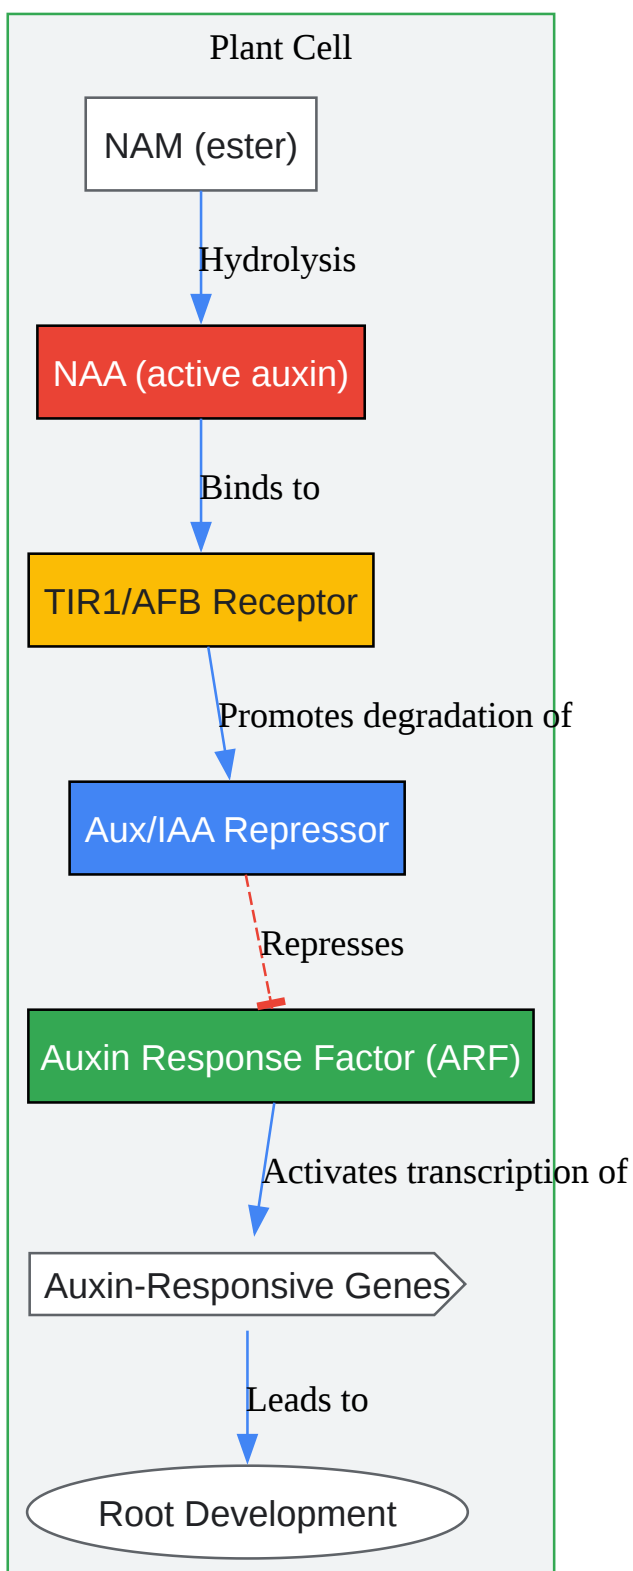 Plant Cell
NAM (ester)
Hydrolysis
NAA (active auxin)
Binds to
TIR1/AFB Receptor
Promotes degradation of
Aux/IAA Repressor
Represses
Auxin Response Factor (ARF)
Activates transcription of
Auxin-Responsive Genes
Leads to
Root Development